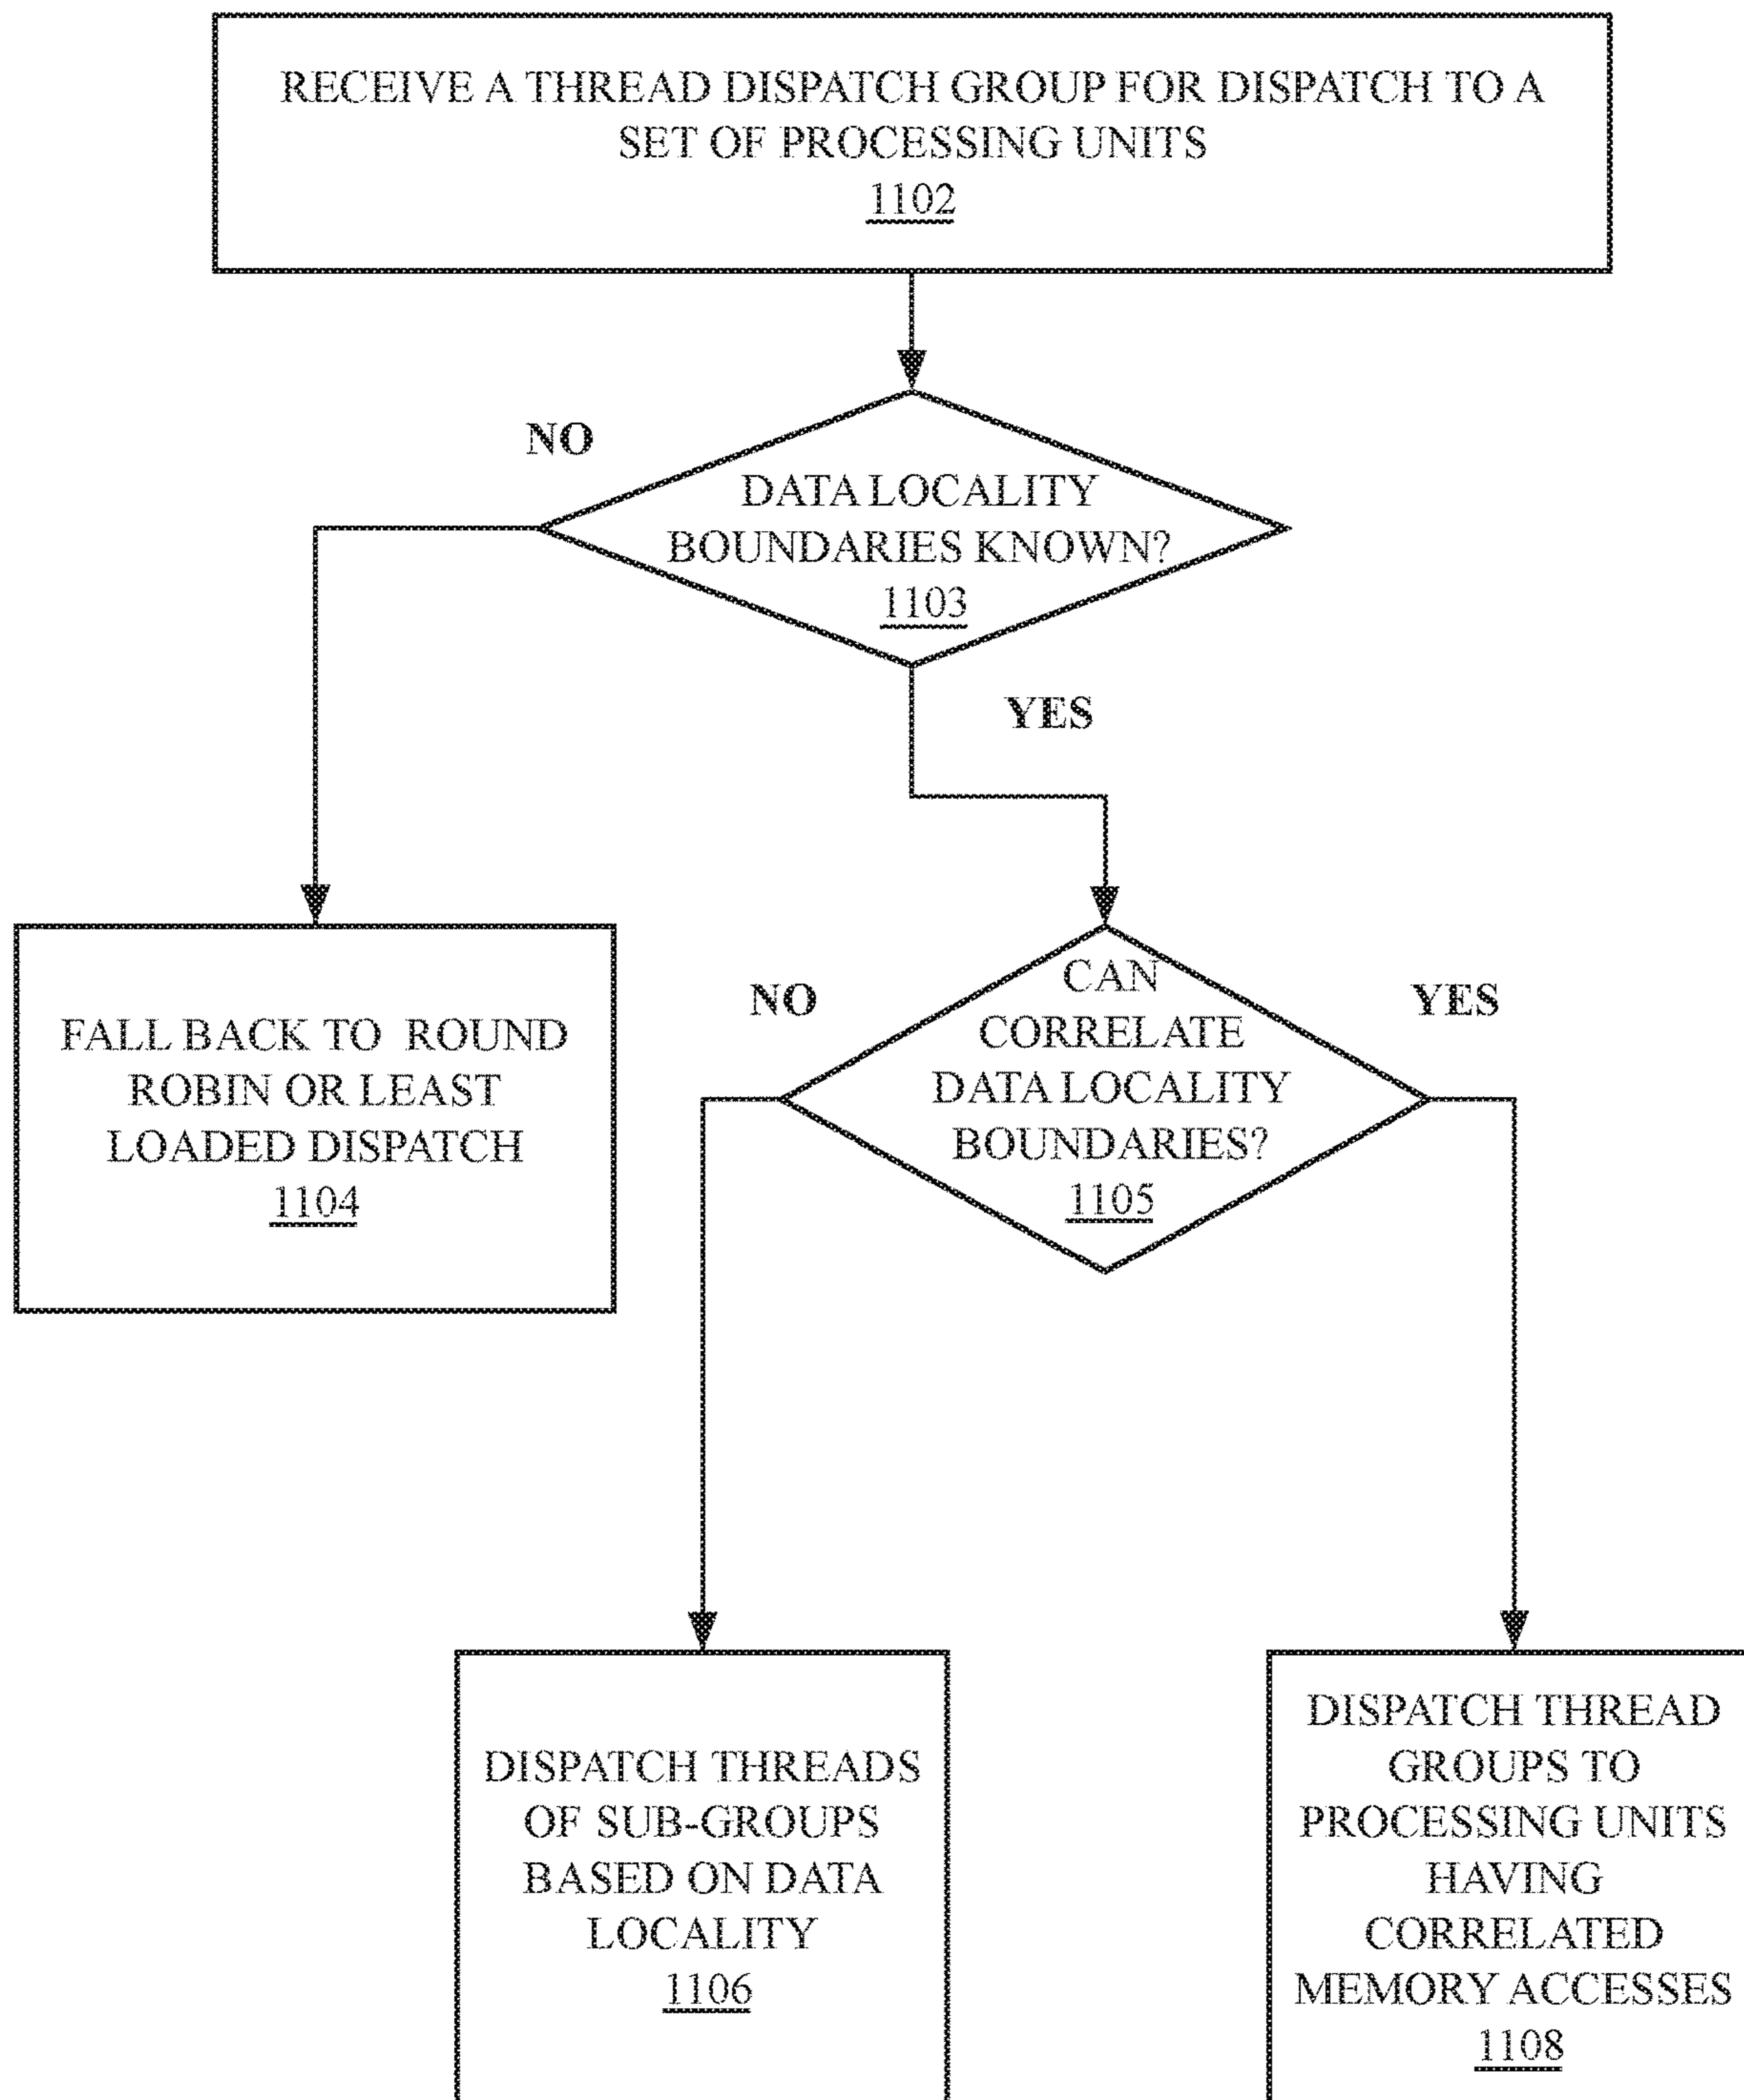 RECEIVE A THREAD DISPATCH GROUP FOR DISPATCH TO A
SET OF PROCESSING UNITS
1102
NO
DATA LOCALITY
BOUNDARIES KNOWN?
1103
YES
FALL BACK TO ROUND
ROBIN OR LEAST
LOADED DISPATCH
1104
NO
CAN
CORRELATE
DATA LOCALITY
BOUNDARIES?
1105
YES
DISPATCH THREADS
OF SUB-GROUPS
BASED ON DATA
LOCALITY
1106
DISPATCH THREAD
GROUPS TO
PROCESSING UNITS
HAVING
CORRELATED
MEMORY ACCESSES
1108